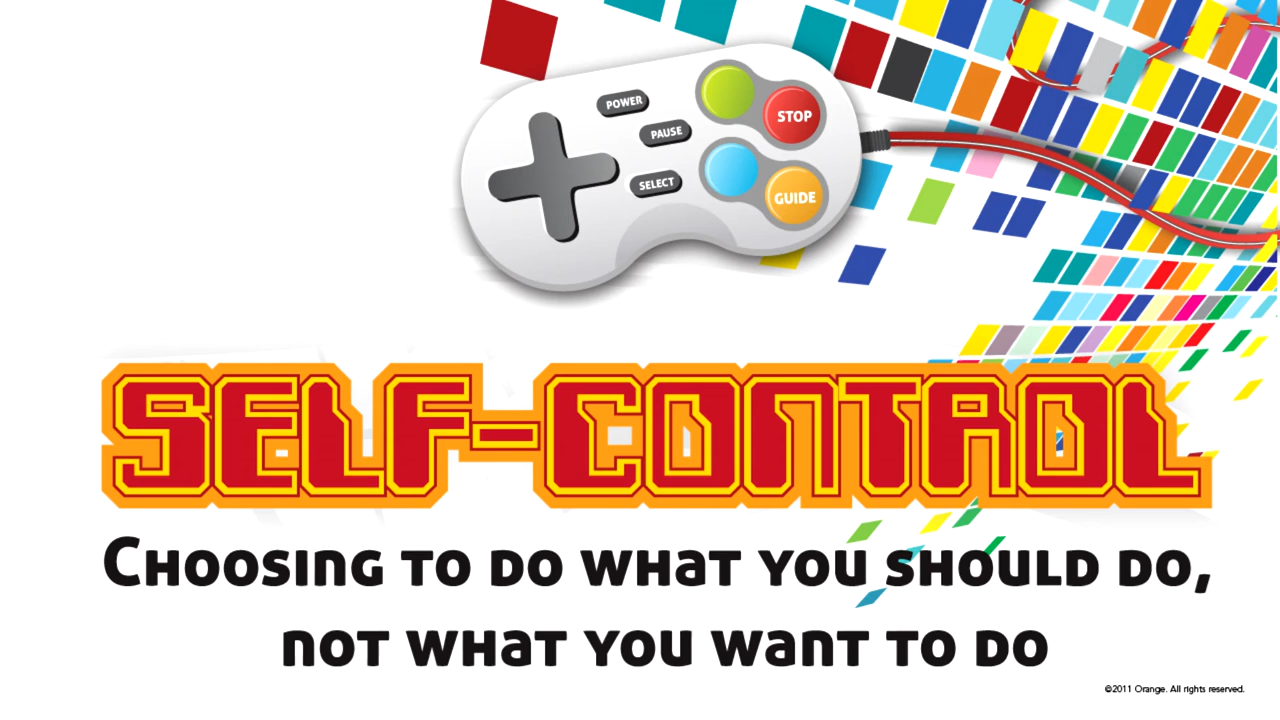 POWER
STOP
PAUSE
SELECT
GUIDE
SELF-CONTROL
CHOOSING TO DO WHAT YOU SHOULD DO,
NOT WHAT YOU WANT TO DO
©2011 Orange. All rights reserved.